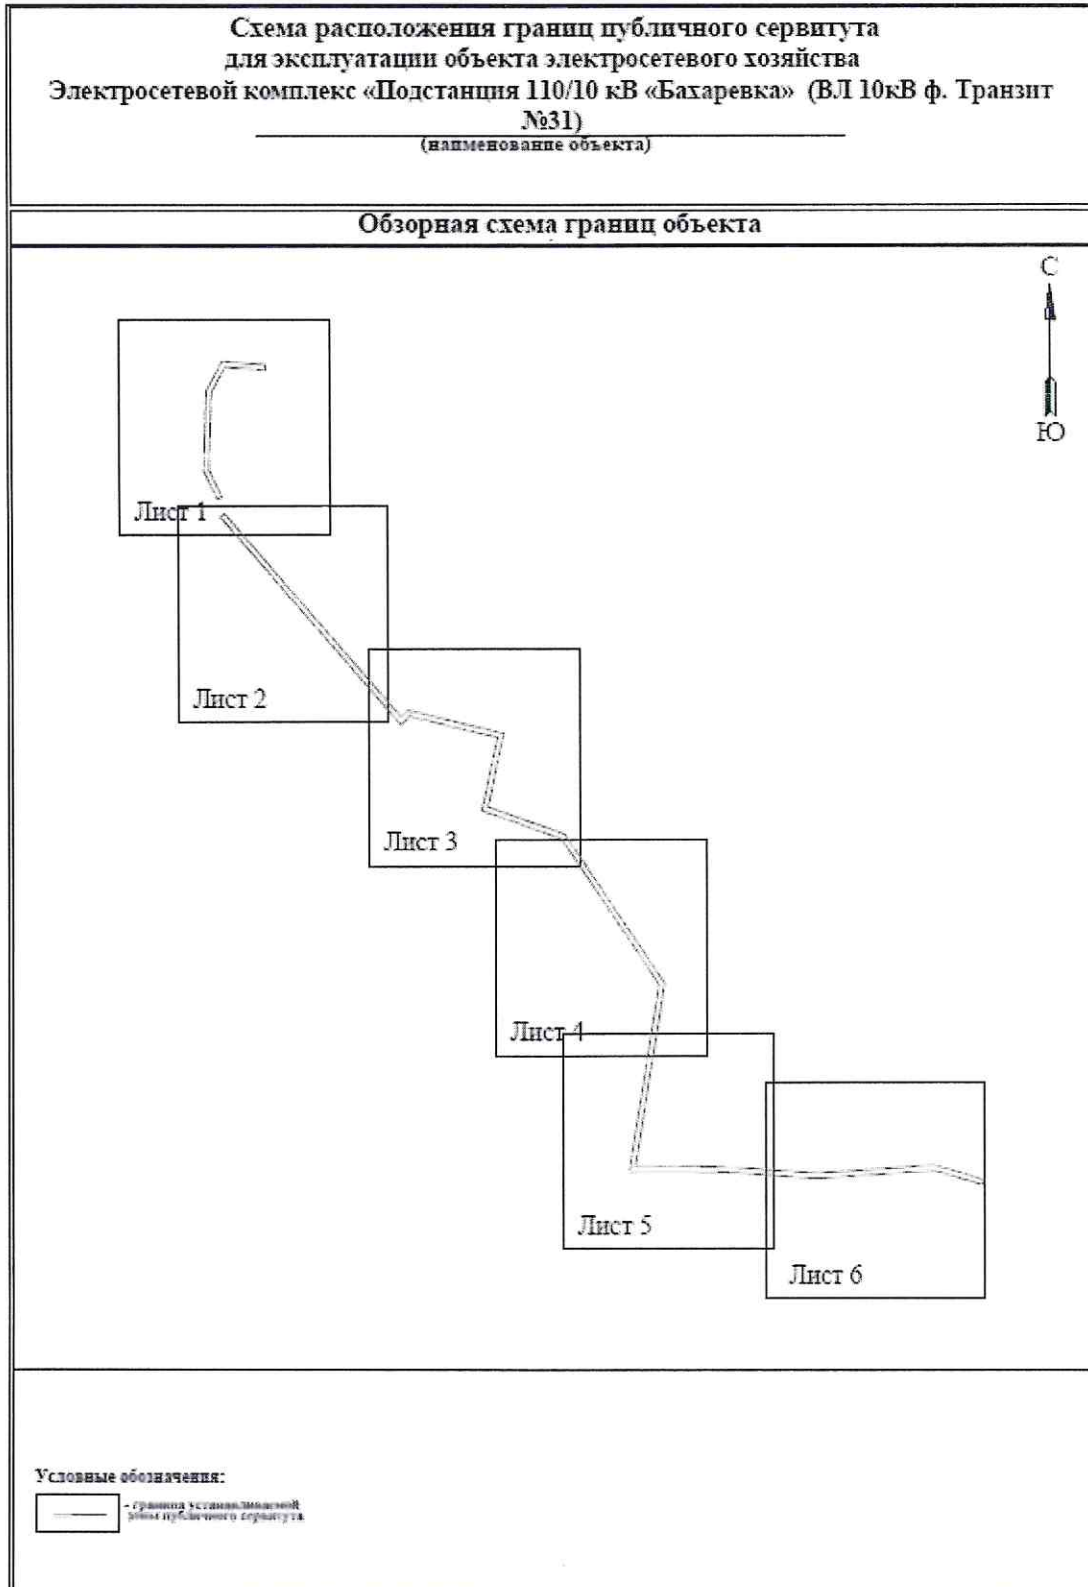 Схема расположения границ публичного сервитута
для эксплуатации объекта электросетевого хозяйства
Электросетевой комплекс «Подстанция 110/10 кВ «Бахаревка» (ВЛ 10кВ ф. Транзит
№31)
(наименование объекта)
Обзорная схема границ объекта
С
Ю
Лист 1
Лист 2
Лист 3
Лист 4
Лист 5
Лист 6
Условные обозначения:
- граница устанавливаемой
зоны публичного сервитута